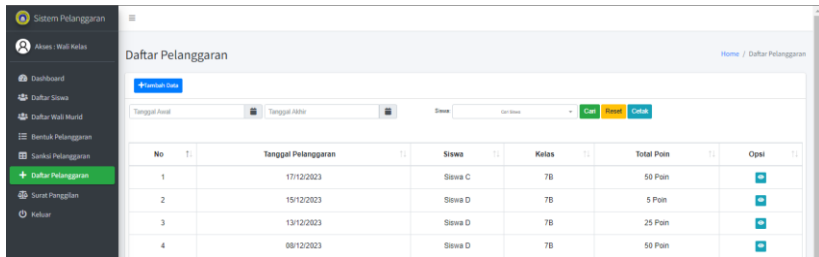 Sistem Pelanggaran
Akses : Wali Kelas
Dashboard
Daftar Siswa
Daftar Wali Murid
Bentuk Pelanggaran
Sanksi Pelanggaran
Daftar Pelanggaran
Surat Panggilan
Keluar
Daftar Pelanggaran
Home / Daftar Pelanggaran
+Tambah Data
Tanggal Awal Tanggal Akhir Siswa: Cari Siswa Cari Reset Cetak
No Tanggal Pelanggaran Siswa Kelas Total Poin Opsi
1 17/12/2023 Siswa C 7B 50 Poin
2 15/12/2023 Siswa D 7B 5 Poin
3 13/12/2023 Siswa D 7B 25 Poin
4 08/12/2023 Siswa D 7B 50 Poin